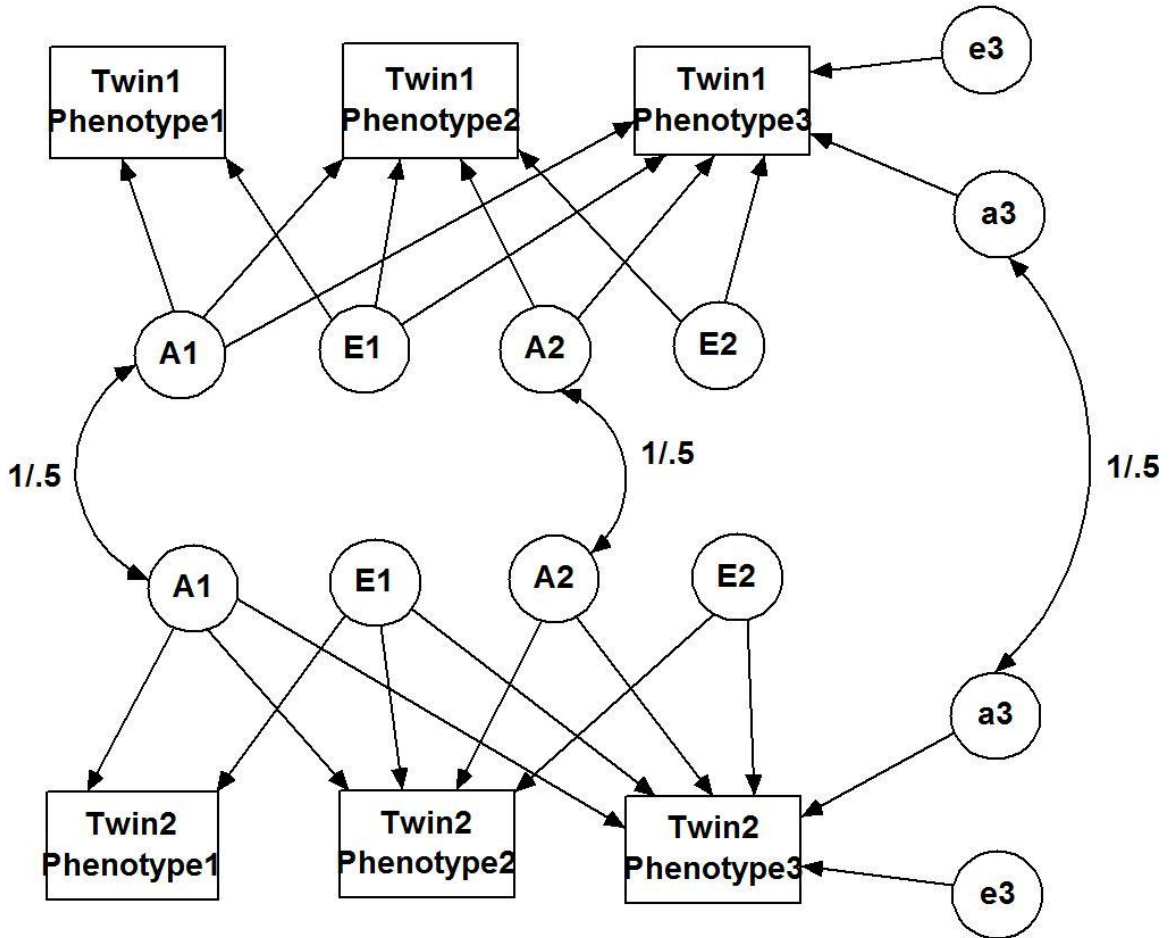 Twin1
Phenotype1
Twin1
Phenotype2
Twin1
Phenotype3
e3
a3
A1
E1
A2
E2
1/.5
1/.5
1/.5
A1
E1
A2
E2
a3
Twin2
Phenotype1
Twin2
Phenotype2
Twin2
Phenotype3
e3